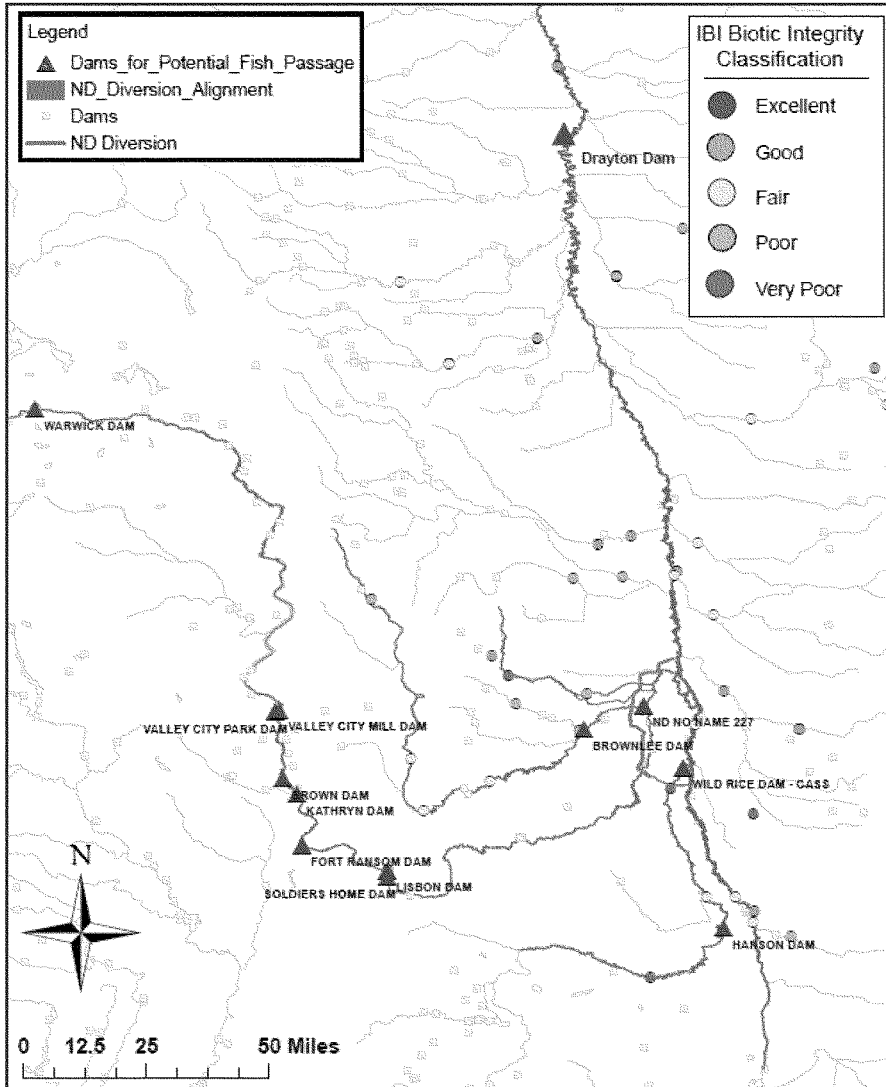 Legend
Dams_for_Potential_Fish_Passage
ND_Diversion_Alignment
Dams
ND Diversion
IBI Biotic Integrity
Classification
Excellent
Good
Fair
Poor
Very Poor
Drayton Dam
WARWICK DAM
VALLEY CITY PARK DAM
VALLEY CITY MILL DAM
ND NO NAME 227
BROWNLEE DAM
WILD RICE DAM - CASS
BROWN DAM
KATHRYN DAM
FORT RANSOM DAM
SOLDIERS HOME DAM
LISBON DAM
HANSON DAM
N
0 12.5 25 50 Miles